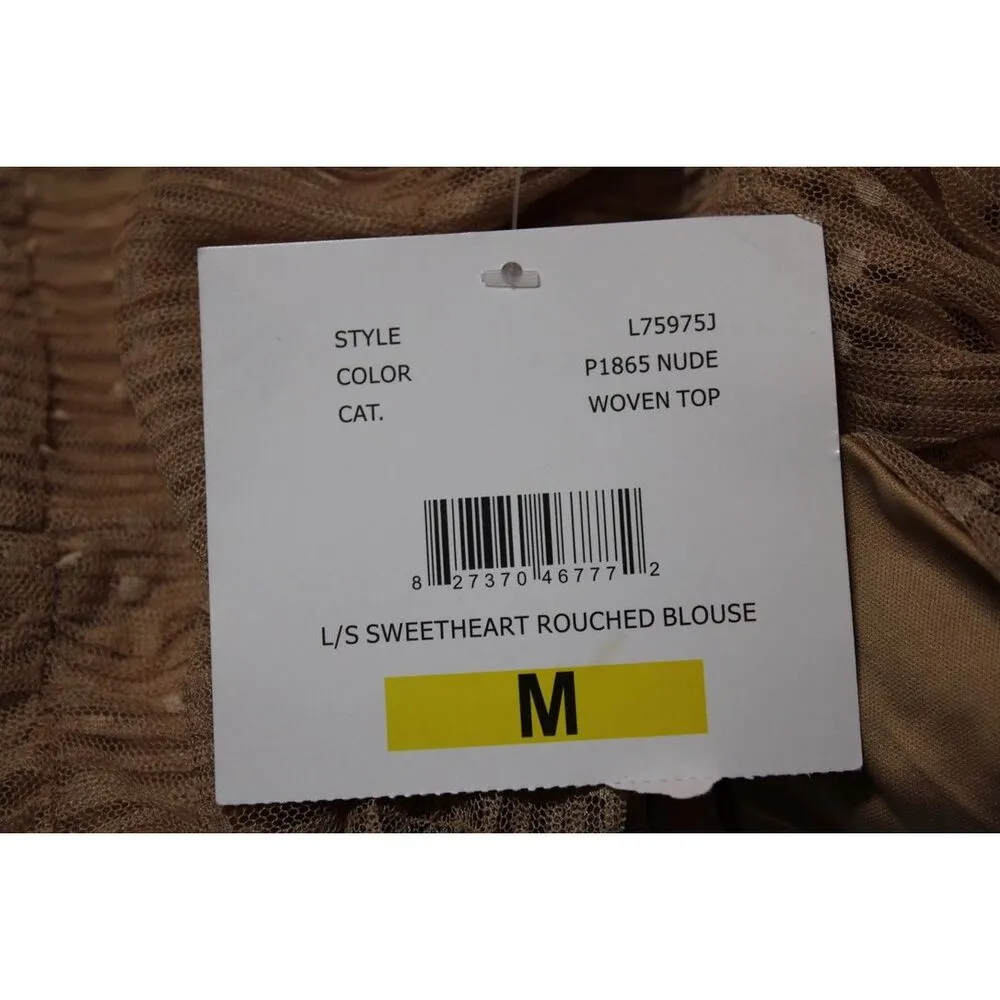 STYLE L75975J
COLOR P1865 NUDE
CAT. WOVEN TOP
8 27370 46777 2
L/S SWEETHEART ROUCHED BLOUSE
M